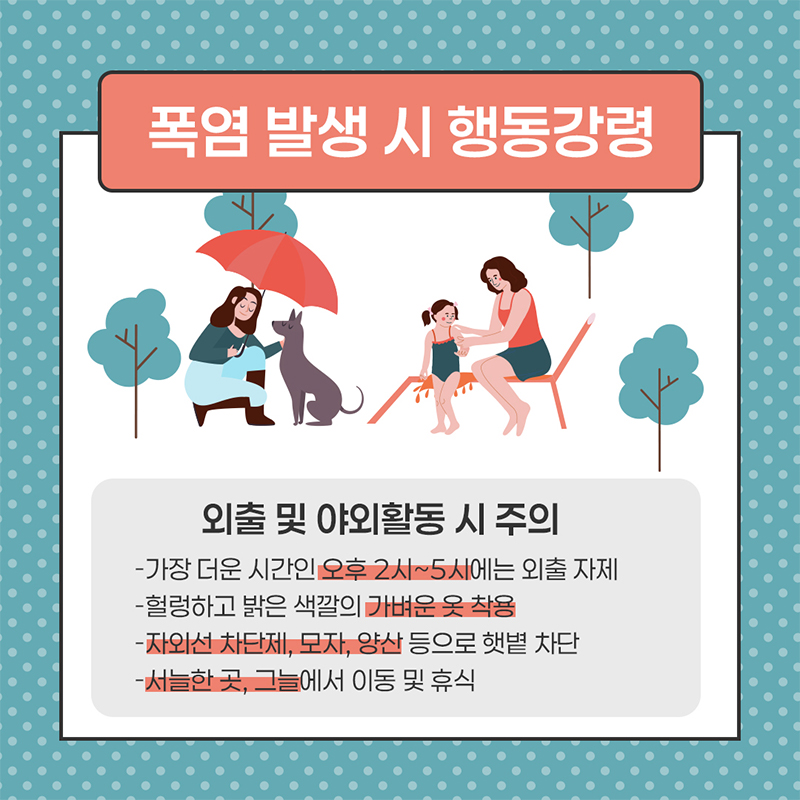 폭염 발생 시 행동강령
외출 및 야외활동 시 주의
-가장 더운 시간인 오후 2시~5시에는 외출 자제
-헐렁하고 밝은 색깔의 가벼운 옷 착용
-자외선 차단제, 모자, 양산 등으로 햇볕 차단
-서늘한 곳, 그늘에서 이동 및 휴식